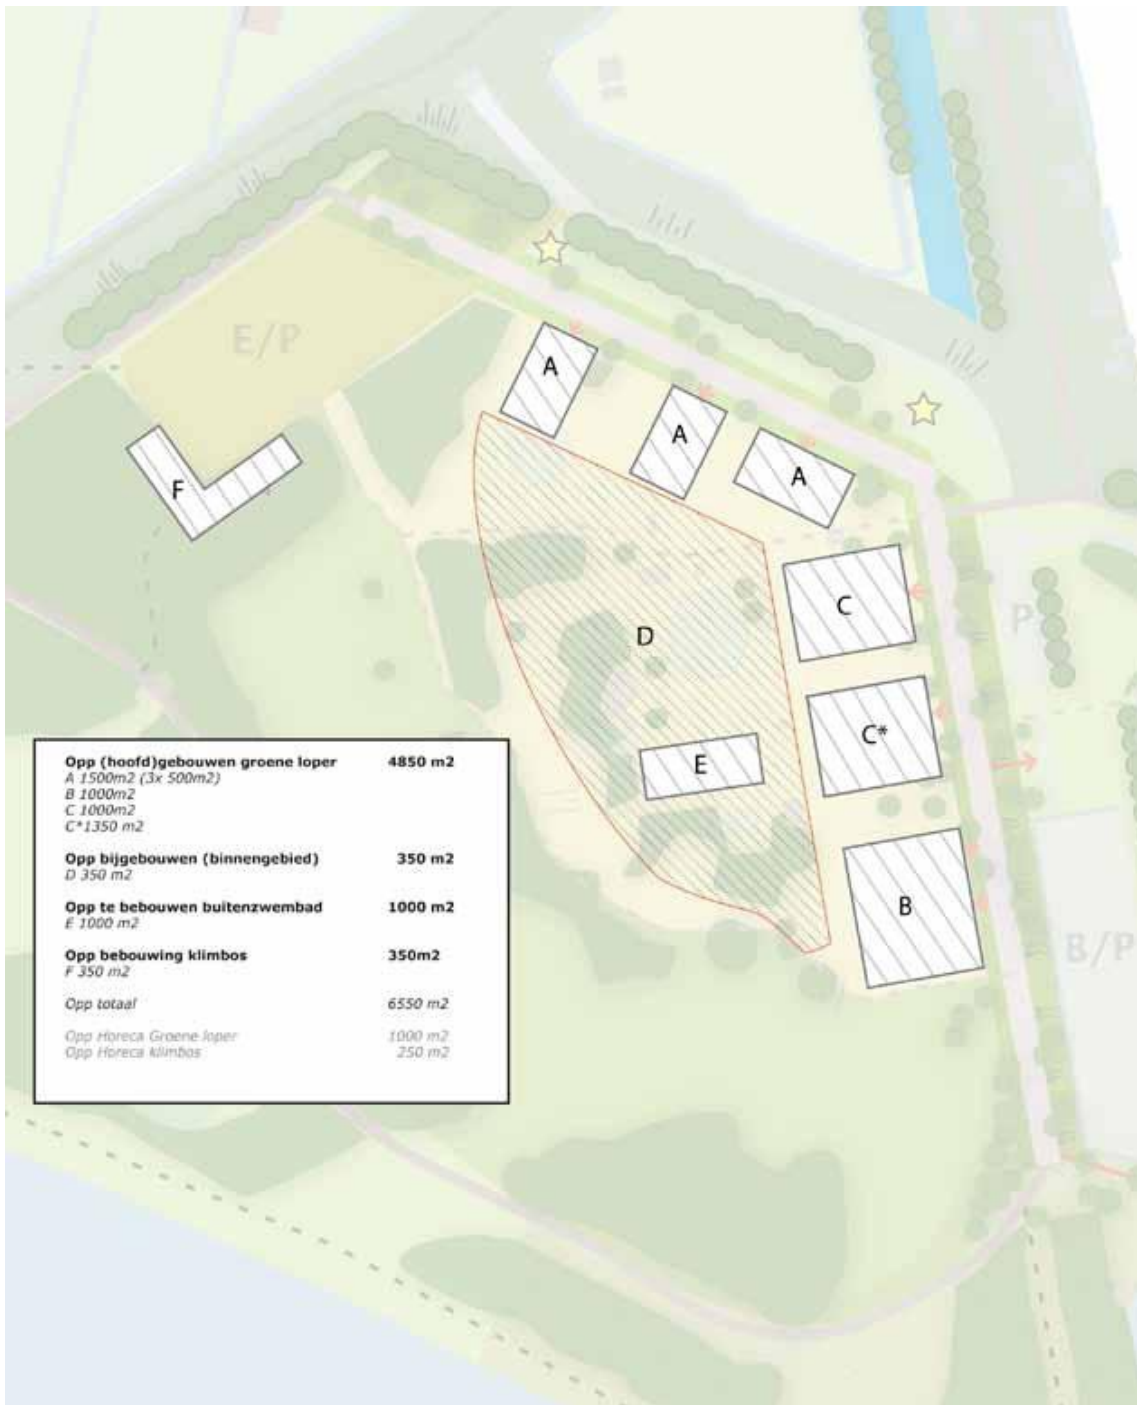 E/P
A
A
A
F
C
P
D
C*
E
B
B/P
Opp (hoofd)gebouwen groene loper 4850 m2
A 1500m2 (3x 500m2)
B 1000m2
C 1000m2
C*1350 m2
Opp bijgebouwen (binnengebied) 350 m2
D 350 m2
Opp te bebouwen buitenzwembad 1000 m2
E 1000 m2
Opp bebouwing klimbos 350m2
F 350 m2
Opp totaal 6550 m2
Opp Horeca Groene loper 1000 m2
Opp Horeca klimbos 250 m2